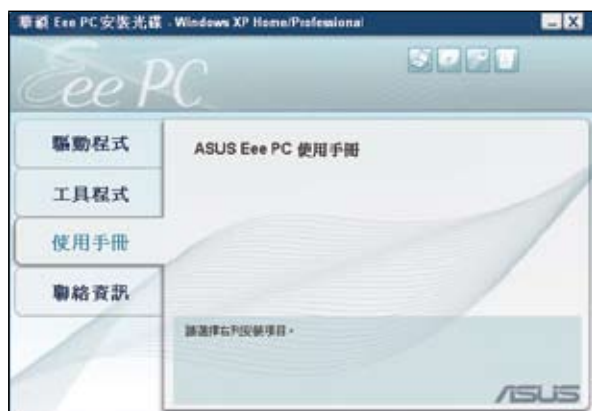 華碩 Eee PC安裝光碟 - Windows XP Home/Professional
Eee PC
驅動程式
ASUS Eee PC 使用手冊
工具程式
使用手冊
聯絡資訊
請選擇右列安裝項目。
ASUS